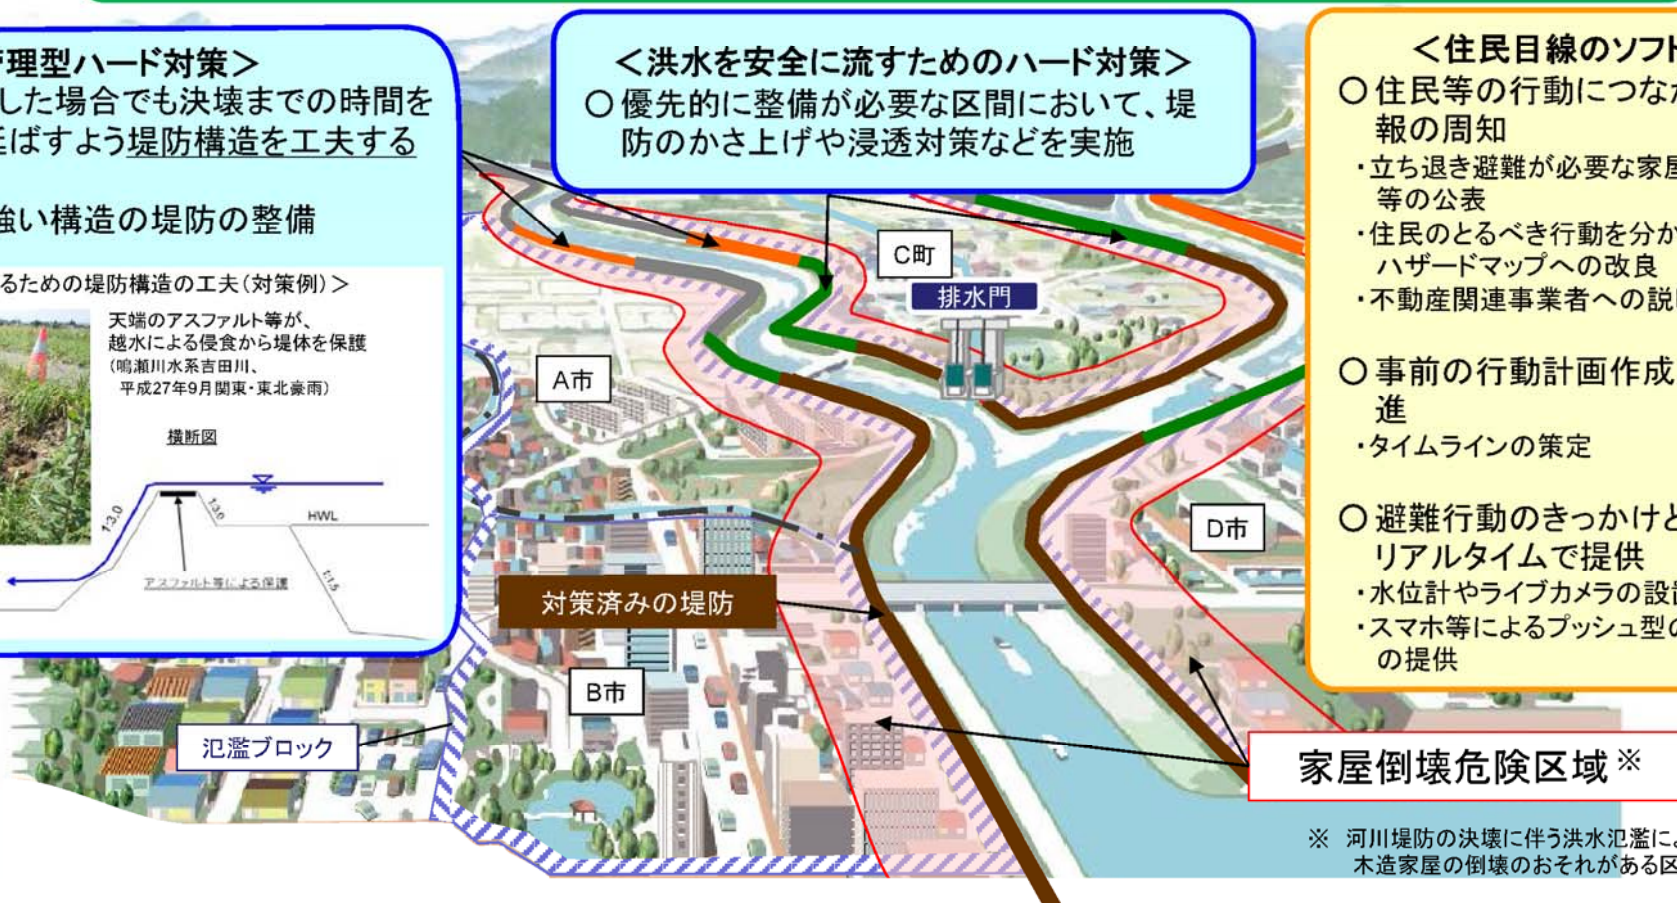 管理型ハード対策＞
した場合でも決壊までの時間を
延ばすよう堤防構造を工夫する
強い構造の堤防の整備
るための堤防構造の工夫（対策例）＞
天端のアスファルト等が、
越水による侵食から堤体を保護
（鳴瀬川水系吉田川、
平成27年9月関東・東北豪雨）
横断図
1:3.0
1:3.0
HWL
1:1.5
アスファルト等による保護
＜洪水を安全に流すためのハード対策＞
○優先的に整備が必要な区間において、堤
防のかさ上げや浸透対策などを実施
＜住民目線のソフト
○住民等の行動につなが
報の周知
・立ち退き避難が必要な家屋
等の公表
・住民のとるべき行動を分か
ハザードマップへの改良
・不動産関連事業者への説明
○事前の行動計画作成
進
・タイムラインの策定
○避難行動のきっかけと
リアルタイムで提供
・水位計やライブカメラの設置
・スマホ等によるプッシュ型の
の提供
C町
排水門
A市
D市
対策済みの堤防
B市
氾濫ブロック
家屋倒壊危険区域※
※ 河川堤防の決壊に伴う洪水氾濫によ
木造家屋の倒壊のおそれがある区